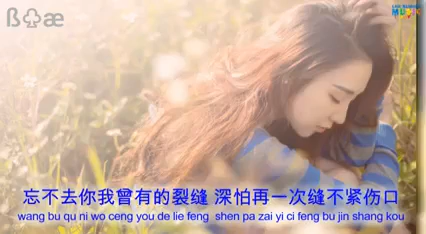 ß♣æ
MUSIC
忘不去你我曾有的裂缝 深怕再一次缝不紧伤口
wang bu qu ni wo ceng you de lie feng  shen pa zai yi ci feng bu jin shang kou